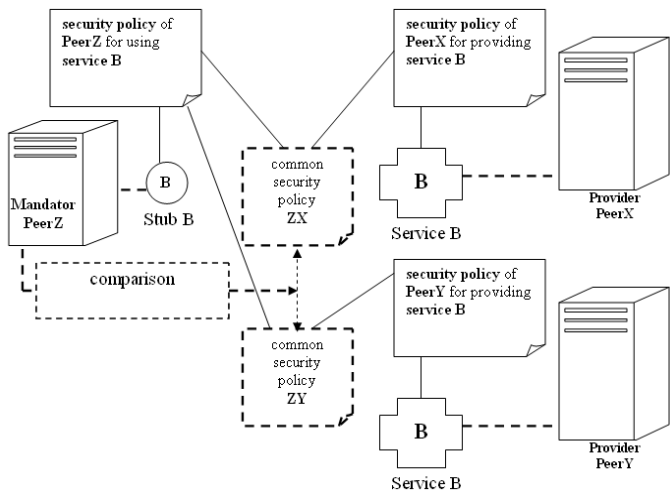 security policy of
PeerZ for using
service B
security policy of
PeerX for providing
service B
B
Mandator
PeerZ
Stub B
common
security
policy
ZX
B
Service B
Provider
PeerX
comparison
security policy of
PeerY for providing
service B
common
security
policy
ZY
B
Service B
Provider
PeerY